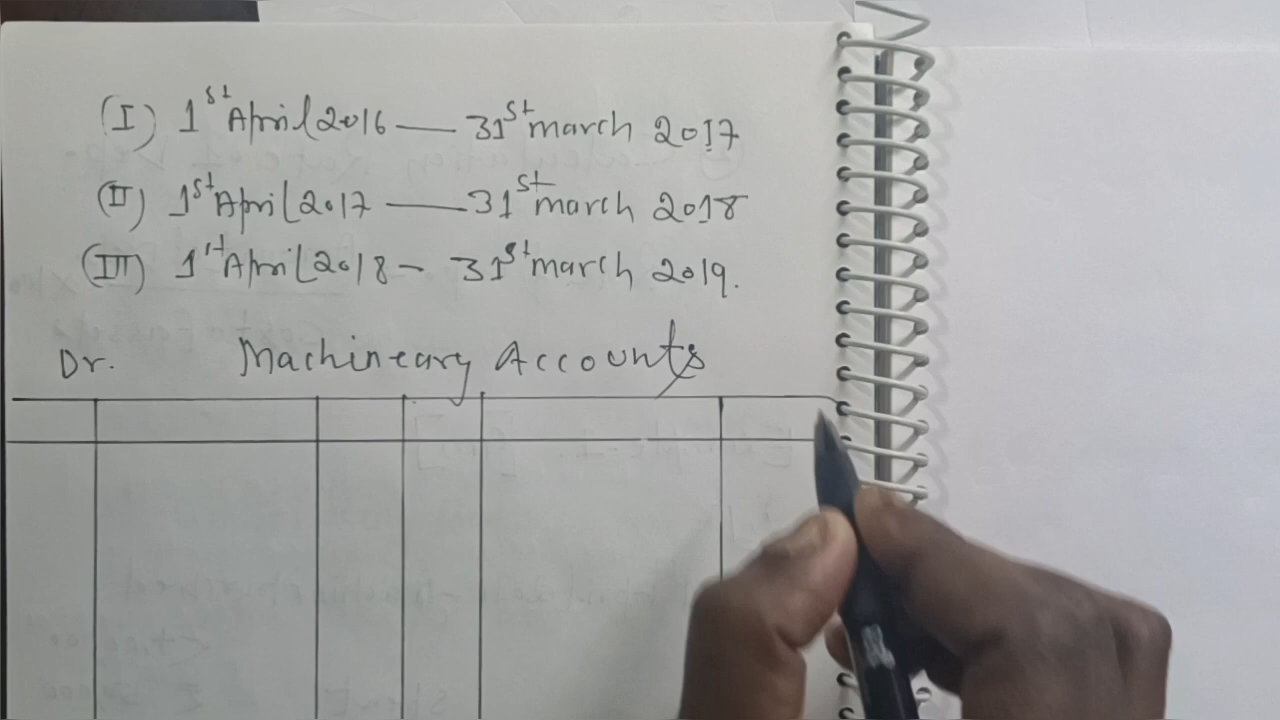 (I) 1st April 2016 — 31st march 2017
(II) 1st April 2017 — 31st march 2018
(III) 1st April 2018 - 31st march 2019.
Dr. Machineary Accounts